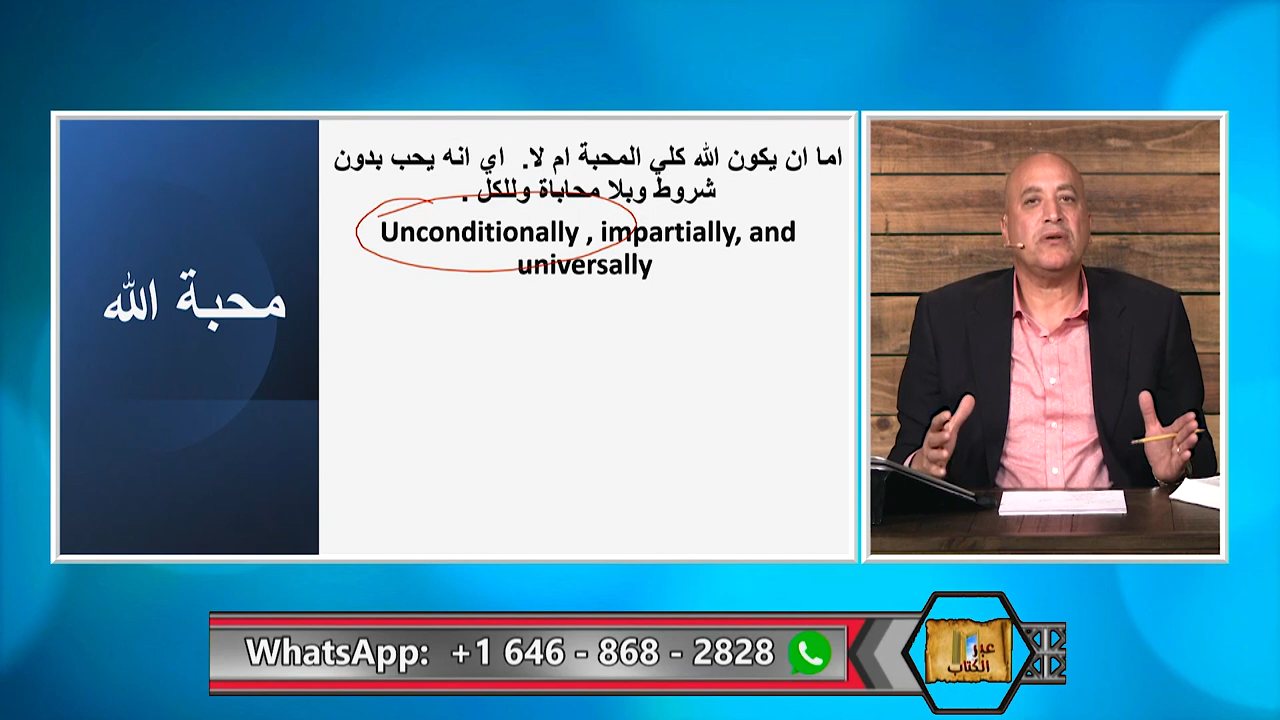 محبة الله
اما ان يكون الله كلي المحبة ام لا. اي انه يحب بدون
شروط وبلا محاباة وللكل .
Unconditionally , impartially, and
universally
WhatsApp: +1 646 - 868 - 2828
عبر
الكتاب